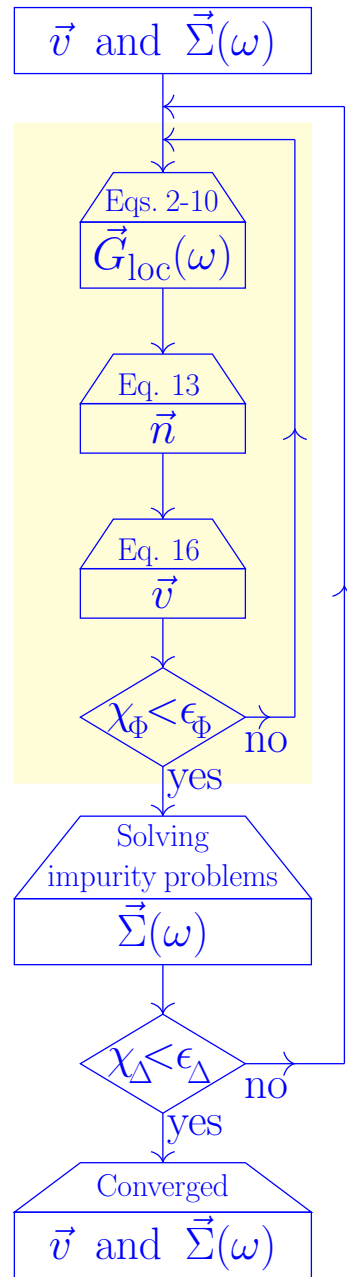 v⃗ and Σ⃗(ω)
Eqs. 2-10
G⃗loc(ω)
Eq. 13
n⃗
Eq. 16
v⃗
χΦ<ϵΦ
no
yes
Solving
impurity problems
Σ⃗(ω)
χΔ<ϵΔ
no
yes
Converged
v⃗ and Σ⃗(ω)